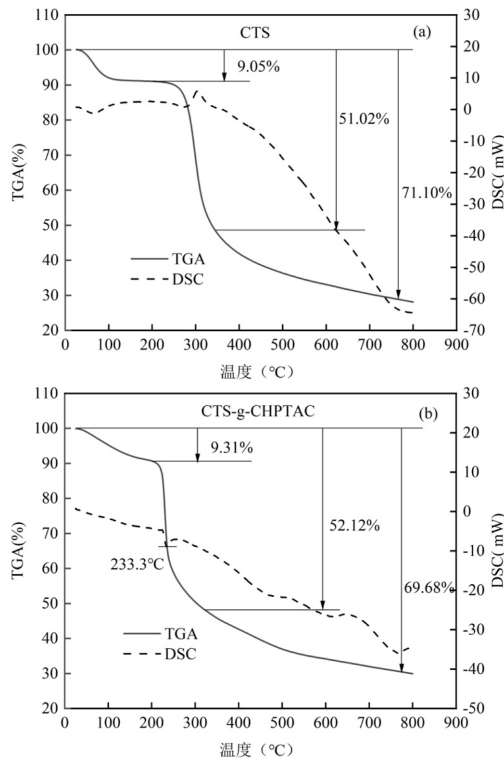 CTS
(a)
110
100
90
80
70
60
50
40
30
20
TGA(%)
30
20
10
0
-10
-20
-30
-40
-50
-60
-70
DSC( mW)
9.05%
51.02%
71.10%
TGA
DSC
0 100 200 300 400 500 600 700 800 900
温度（℃）
CTS-g-CHPTAC
(b)
110
100
90
80
70
60
50
40
30
20
TGA(%)
30
20
10
0
-10
-20
-30
-40
-50
DSC( mW)
9.31%
52.12%
233.3℃
69.68%
TGA
DSC
0 100 200 300 400 500 600 700 800 900
温度（℃）